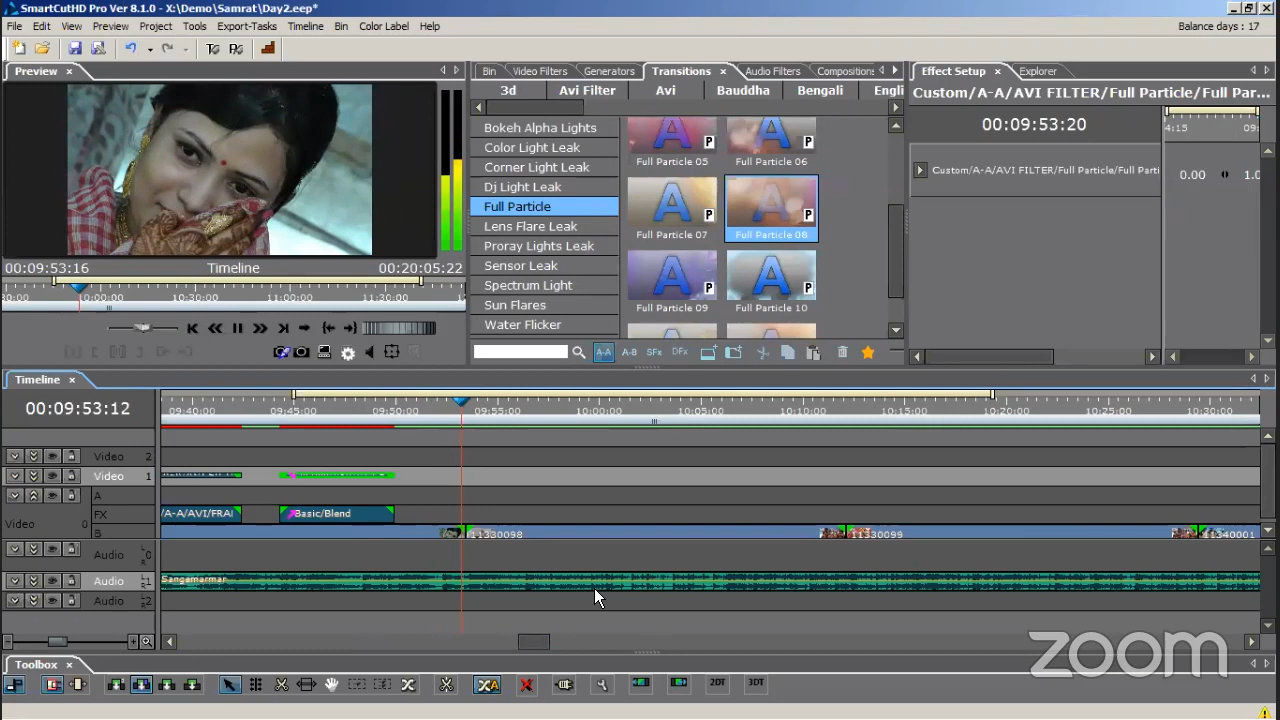 SmartCutHD Pro Ver 8.1.0 - X:\Demo\Samrat\Day2.eep*
File Edit View Preview Project Tools Export-Tasks Timeline Bin Color Label Help
Balance days : 17
Preview
00:09:53:16 Timeline 00:20:05:22
10:00:00 10:30:00 11:00:00 11:30:00
Bin Video Filters Generators Transitions Audio Filters Compositions
3d Avi Filter Avi Bauddha Bengali Engli
Bokeh Alpha Lights
Color Light Leak
Corner Light Leak
Dj Light Leak
Full Particle
Lens Flare Leak
Proray Lights Leak
Sensor Leak
Spectrum Light
Sun Flares
Water Flicker
Full Particle 05 Full Particle 06
Full Particle 07 Full Particle 08
Full Particle 09 Full Particle 10
A-A A-B SFx DFx
Effect Setup Explorer
Custom/A-A/AVI FILTER/Full Particle/Full Par...
00:09:53:20
4:15 09:
Custom/A-A/AVI FILTER/Full Particle/Full Parti
0.00 1.0
Timeline
00:09:53:12
09:40:00 09:45:00 09:50:00 09:55:00 10:00:00 10:05:00 10:10:00 10:15:00 10:20:00 10:25:00 10:30:00
Video 2
Video 1
A
Video 0 FX /A-A/AVI/FRAI Basic/Blend
B 11330098 11330099 11340001
Audio 0
Audio 1 Sangemarmar
Audio 2
zoom
Toolbox
XA 2DT 3DT